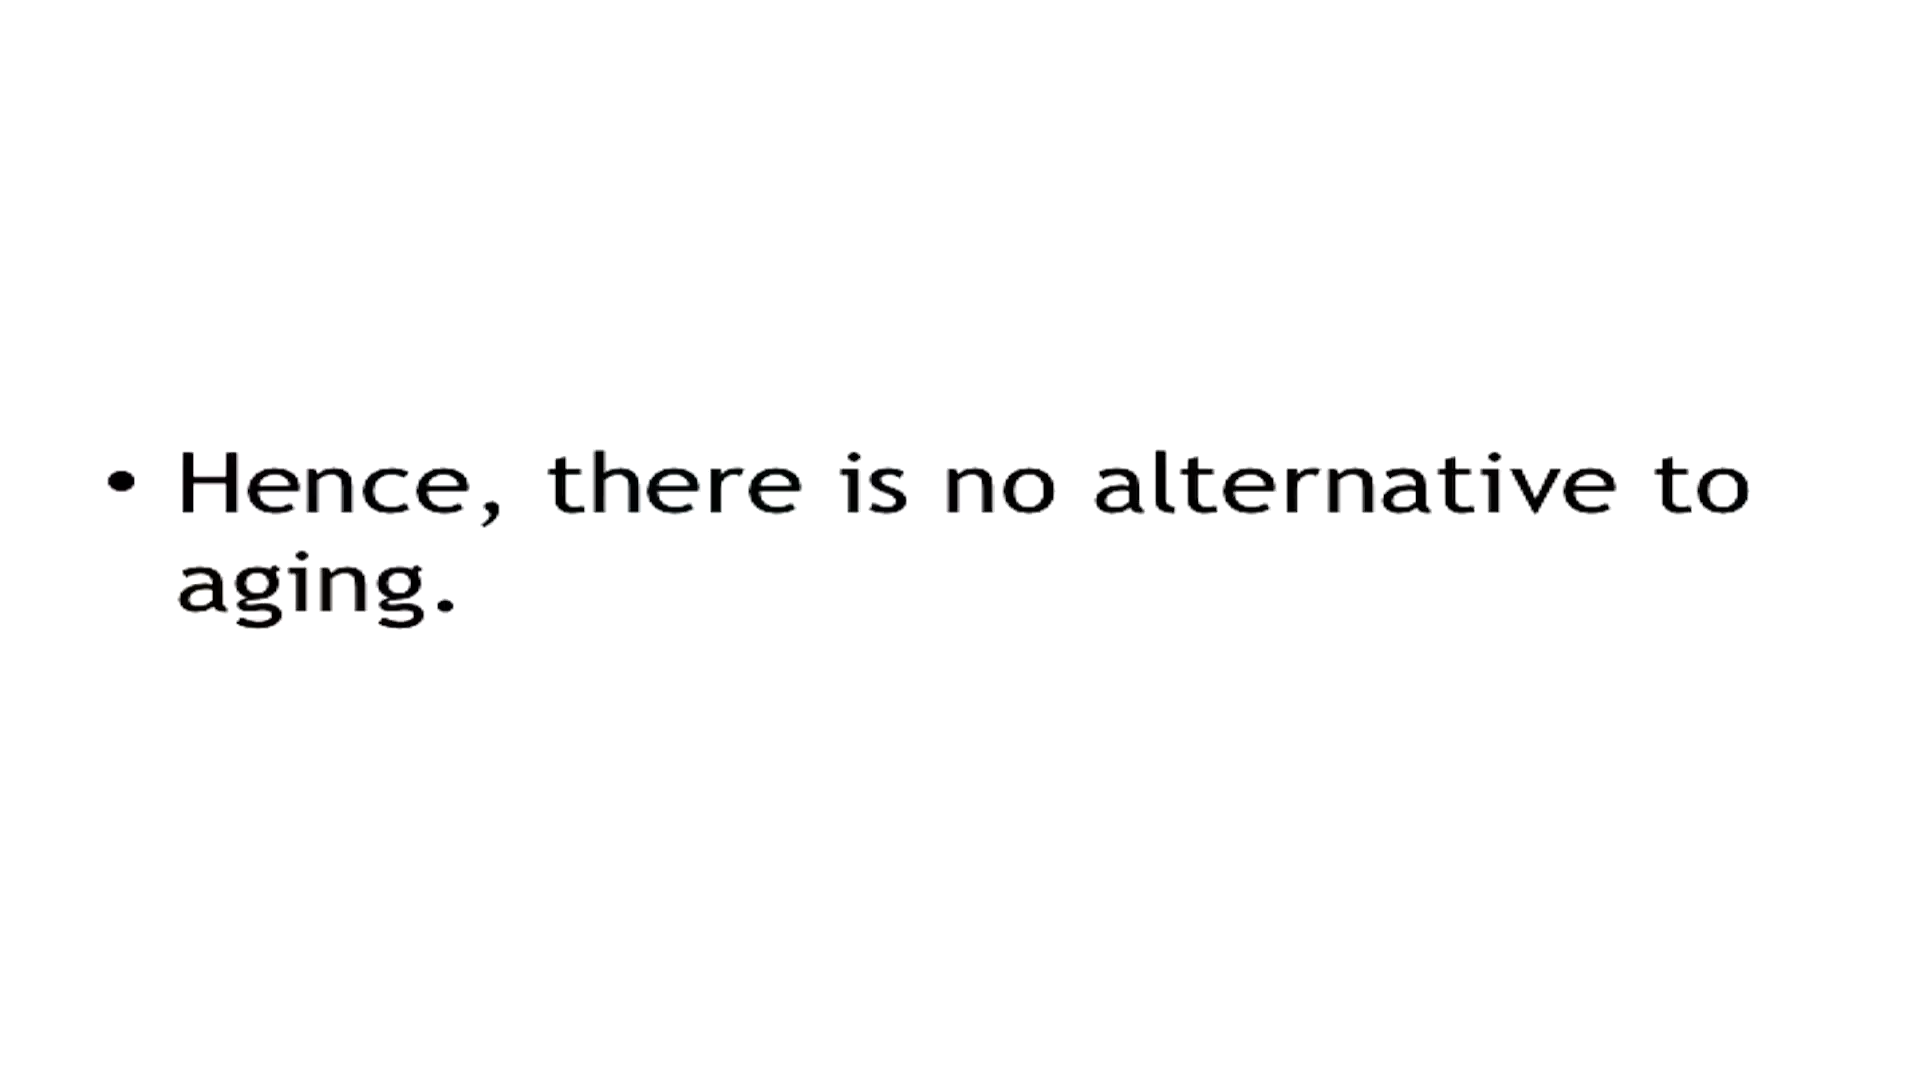 • Hence, there is no alternative to
aging.